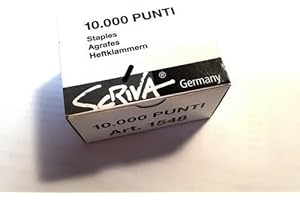 10.000 PUNTI
Staples
Agrafes
Heftklammern
SCRIVA®
Germany
10.000 PUNTI
Art. 1548